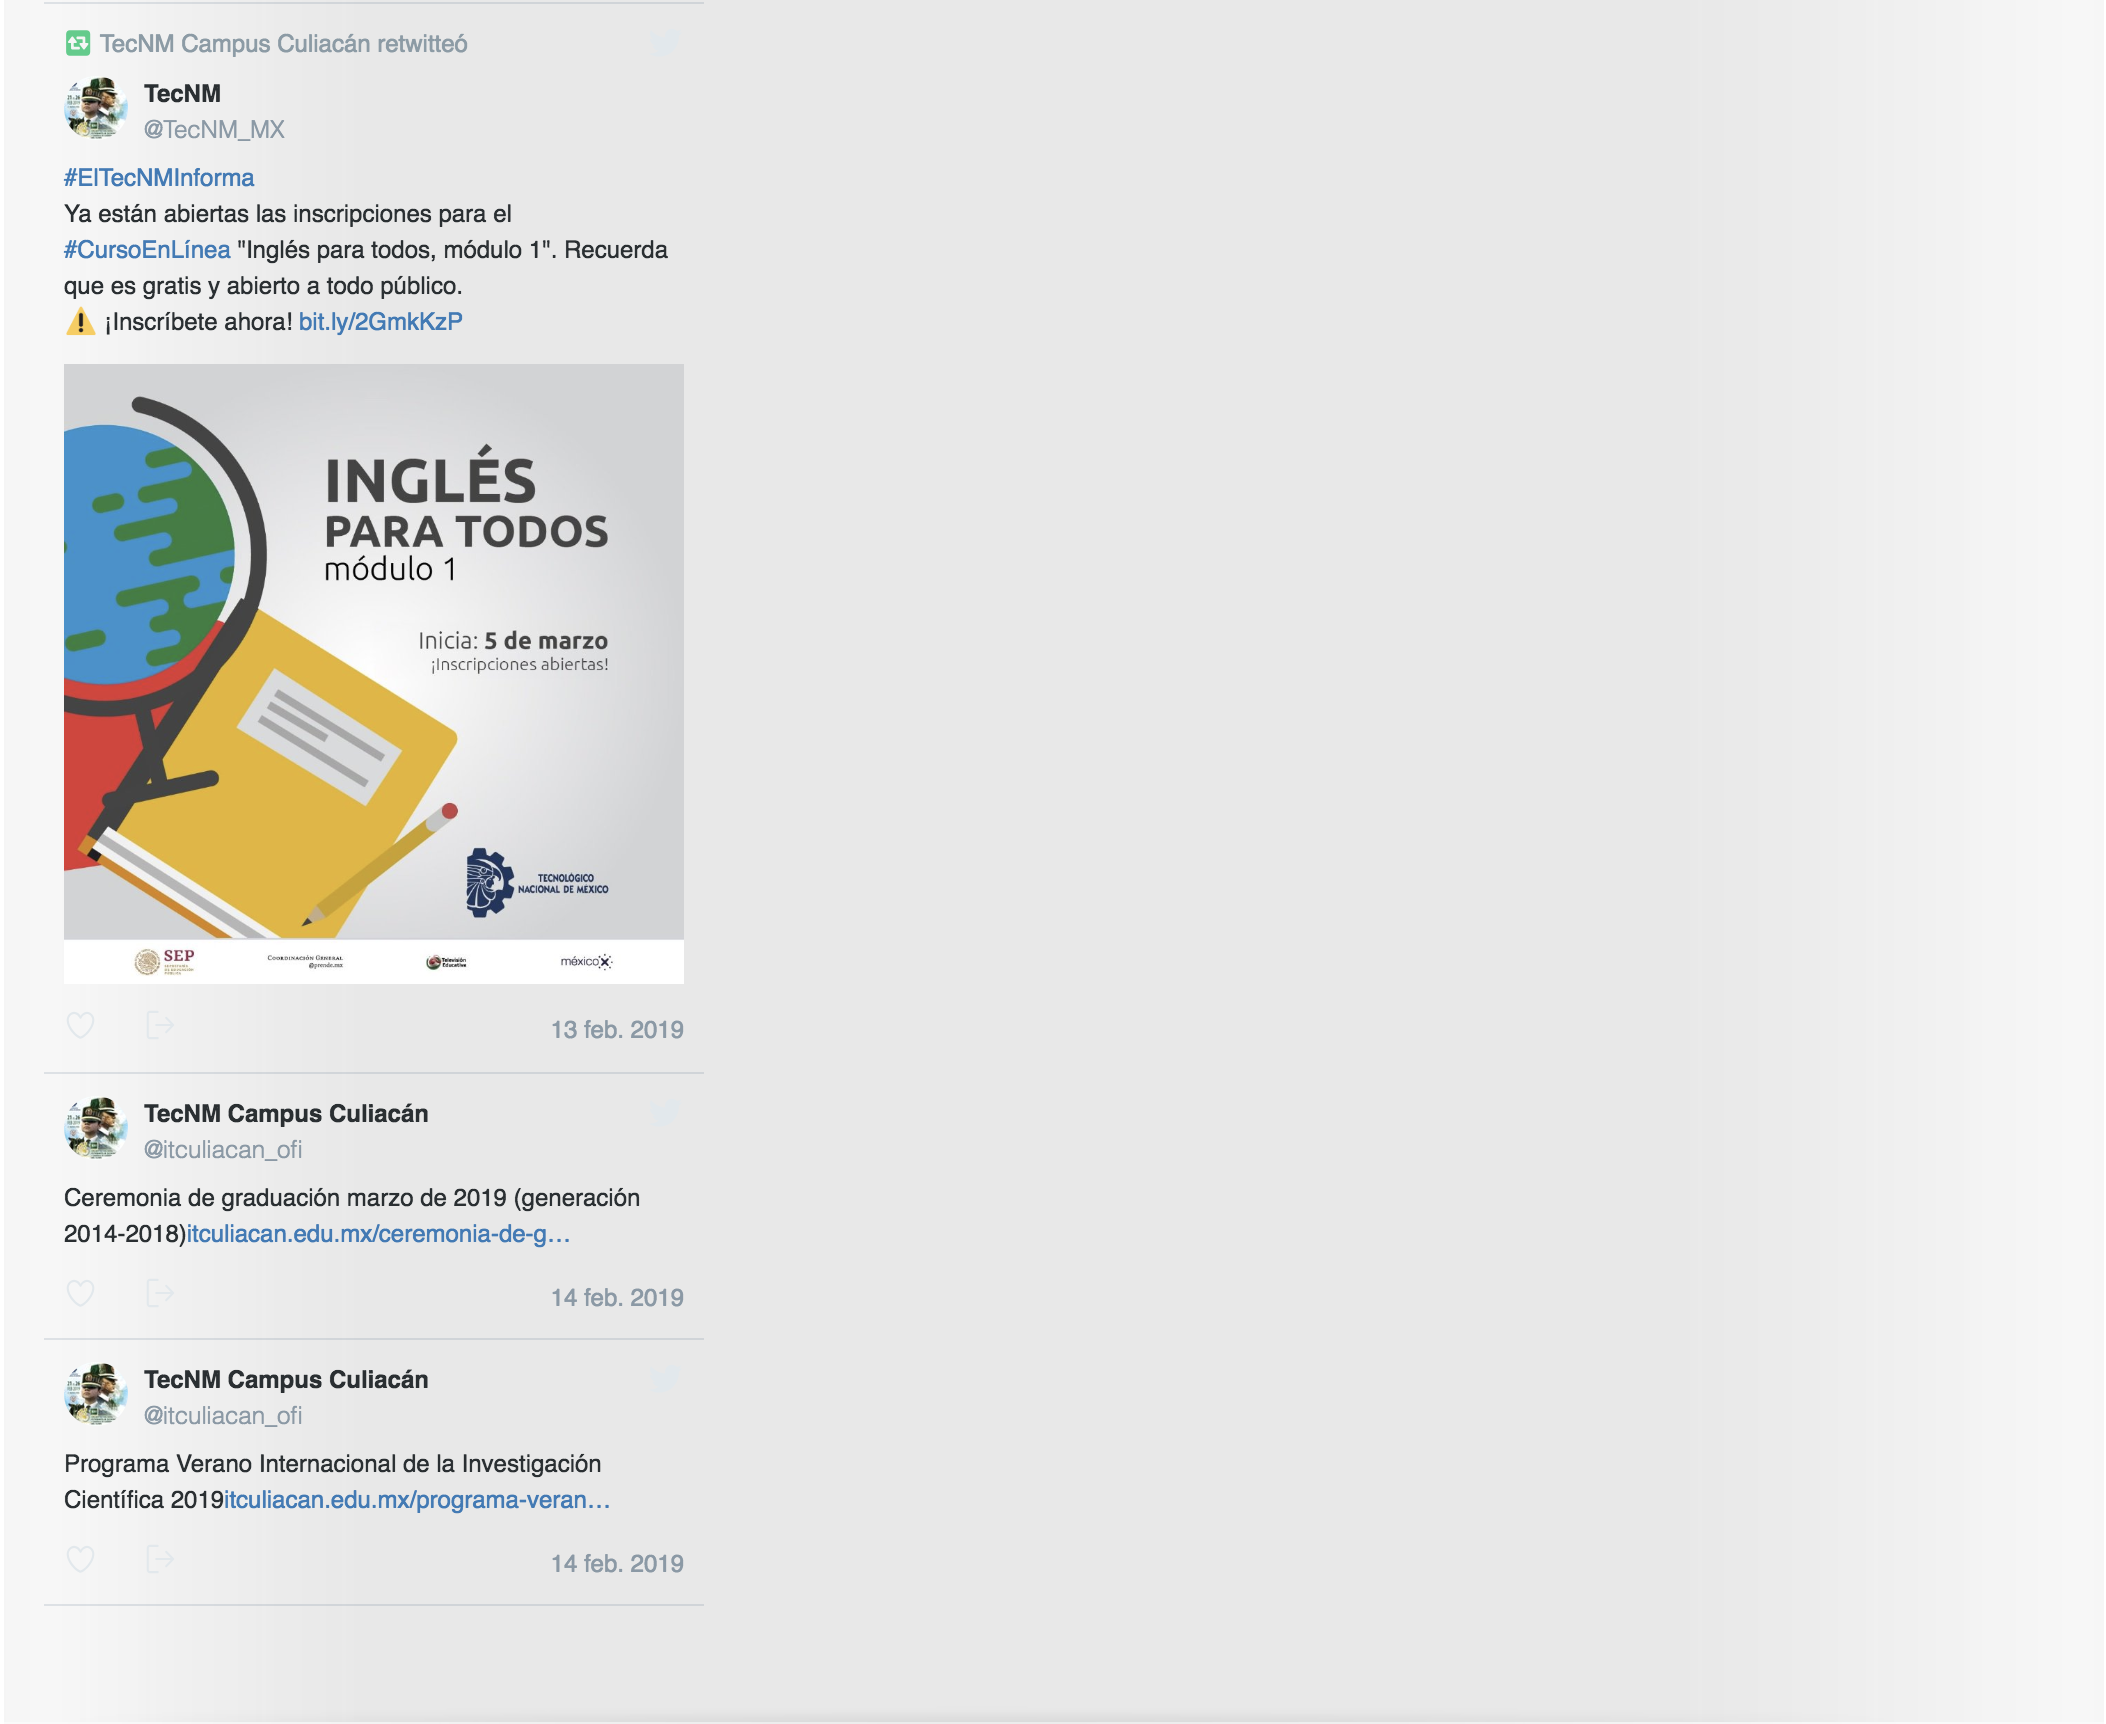 TecNM Campus Culiacán retwitteó
TecNM
@TecNM_MX
#ElTecNMInforma
Ya están abiertas las inscripciones para el
#CursoEnLínea "Inglés para todos, módulo 1". Recuerda
que es gratis y abierto a todo público.
¡Inscríbete ahora! bit.ly/2GmkKzP
INGLÉS
PARA TODOS
módulo 1
Inicia: 5 de marzo
¡Inscripciones abiertas!
TECNOLÓGICO
NACIONAL DE MÉXICO
SEP
SECRETARÍA
DE EDUCACIÓN
PÚBLICA
Coordinación General
@prende.mx
Televisión
Educativa
méxicoX
13 feb. 2019
TecNM Campus Culiacán
@itculiacan_ofi
Ceremonia de graduación marzo de 2019 (generación
2014-2018)itculiacan.edu.mx/ceremonia-de-g…
14 feb. 2019
TecNM Campus Culiacán
@itculiacan_ofi
Programa Verano Internacional de la Investigación
Científica 2019itculiacan.edu.mx/programa-veran…
14 feb. 2019